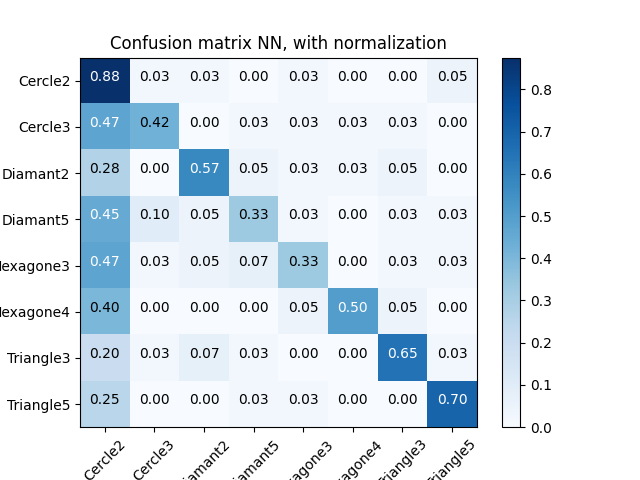 Confusion matrix NN, with normalization
Cercle2 0.88 0.03 0.03 0.00 0.03 0.00 0.00 0.05
Cercle3 0.47 0.42 0.00 0.03 0.03 0.03 0.03 0.00
Diamant2 0.28 0.00 0.57 0.05 0.03 0.03 0.05 0.00
Diamant5 0.45 0.10 0.05 0.33 0.03 0.00 0.03 0.03
exagone3 0.47 0.03 0.05 0.07 0.33 0.00 0.03 0.03
exagone4 0.40 0.00 0.00 0.00 0.05 0.50 0.05 0.00
Triangle3 0.20 0.03 0.07 0.03 0.00 0.00 0.65 0.03
Triangle5 0.25 0.00 0.00 0.03 0.03 0.00 0.00 0.70
Cercle2 Cercle3 amant2 amant5 agone3 agone4 riangle3 riangle5
0.8
0.7
0.6
0.5
0.4
0.3
0.2
0.1
0.0